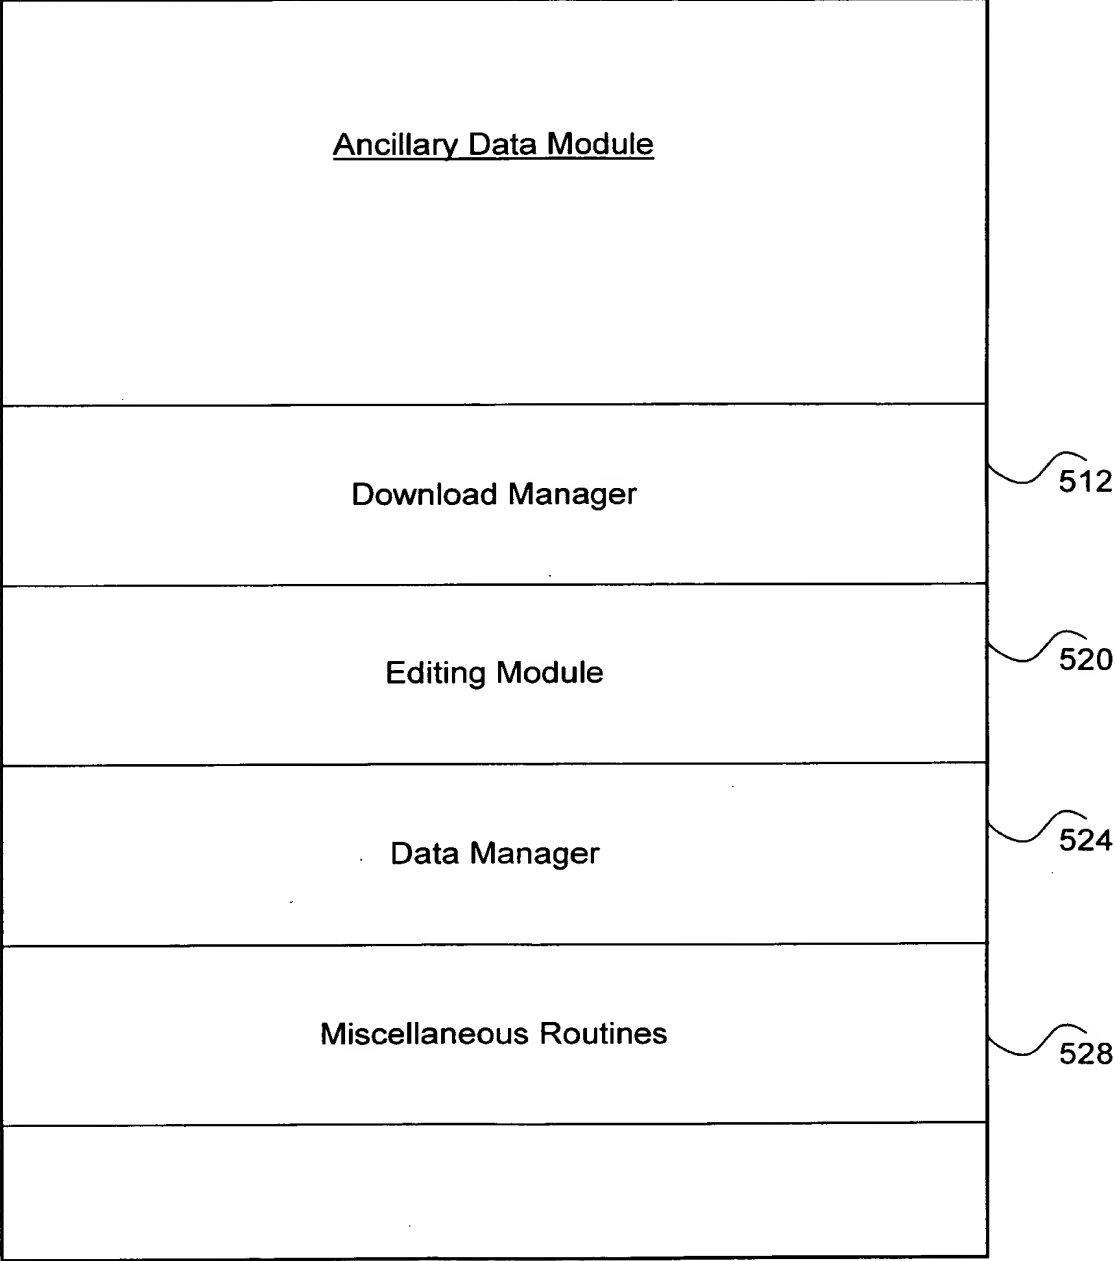 Ancillary Data Module
Download Manager
512
Editing Module
520
Data Manager
524
Miscellaneous Routines
528